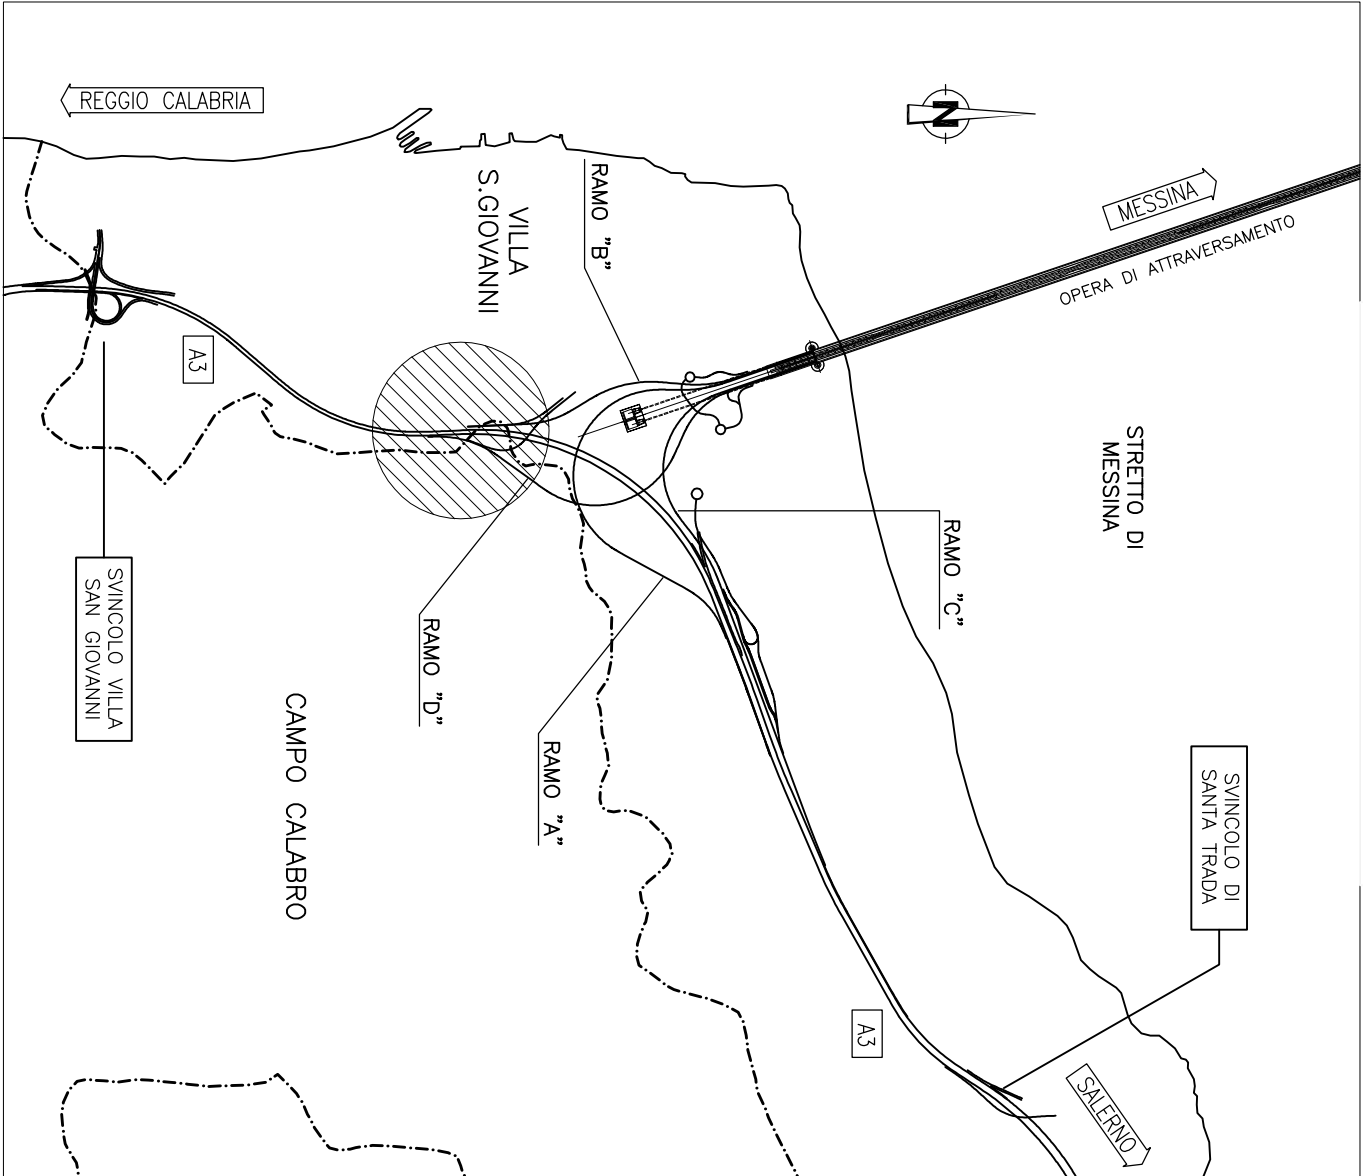 REGGIO CALABRIA
N
MESSINA
OPERA DI ATTRAVERSAMENTO
RAMO "B"
VILLA
S.GIOVANNI
A3
STRETTO DI
MESSINA
RAMO "C"
SVINCOLO VILLA
SAN GIOVANNI
RAMO "D"
RAMO "A"
CAMPO CALABRO
SVINCOLO DI
SANTA TRADA
A3
SALERNO